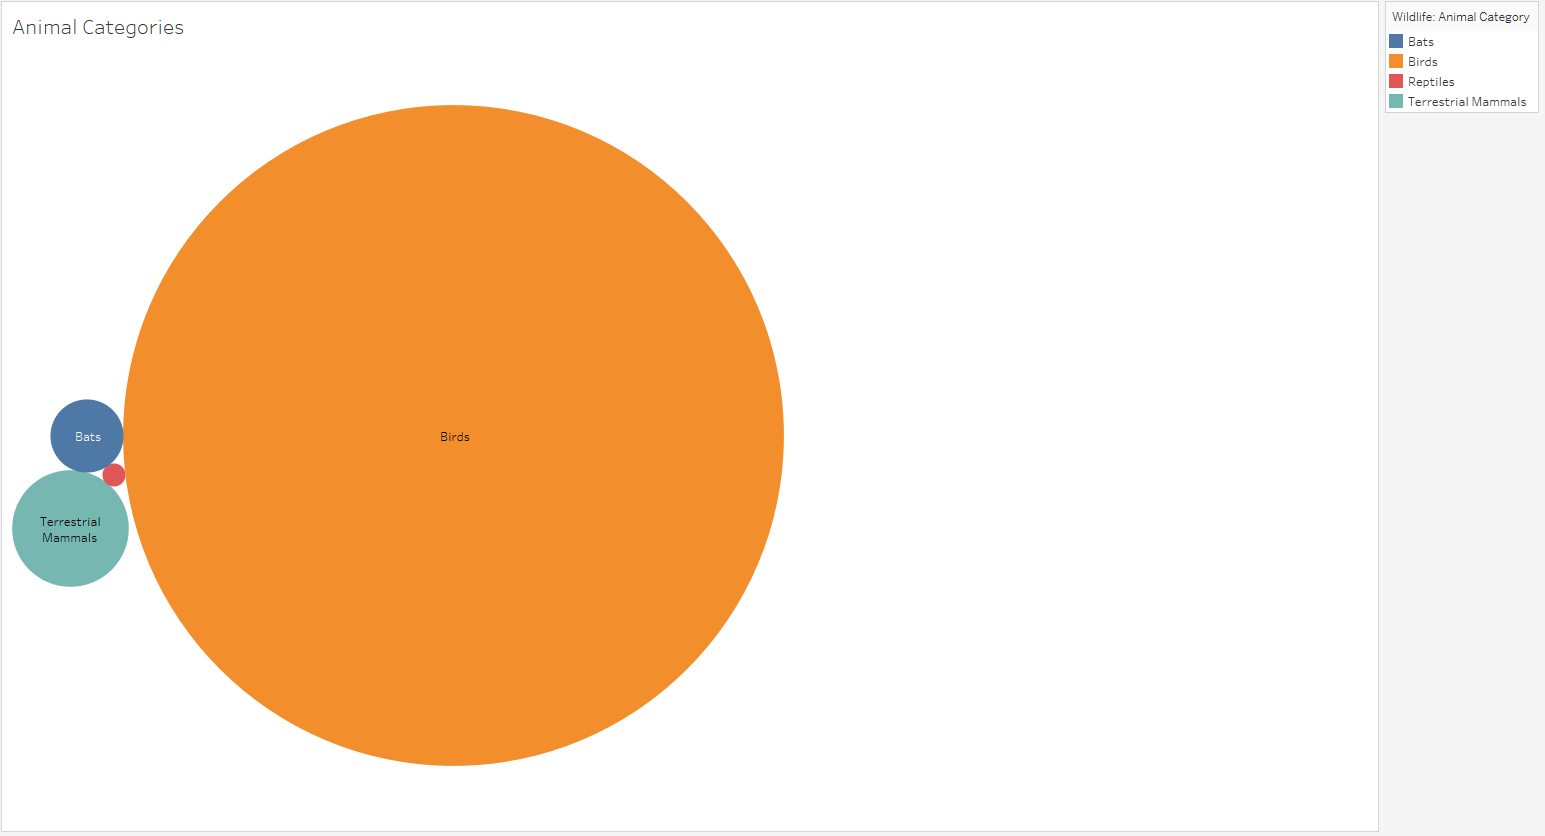 Animal Categories
Wildlife: Animal Category
Bats
Birds
Reptiles
Terrestrial Mammals
Bats
Birds
Terrestrial
Mammals